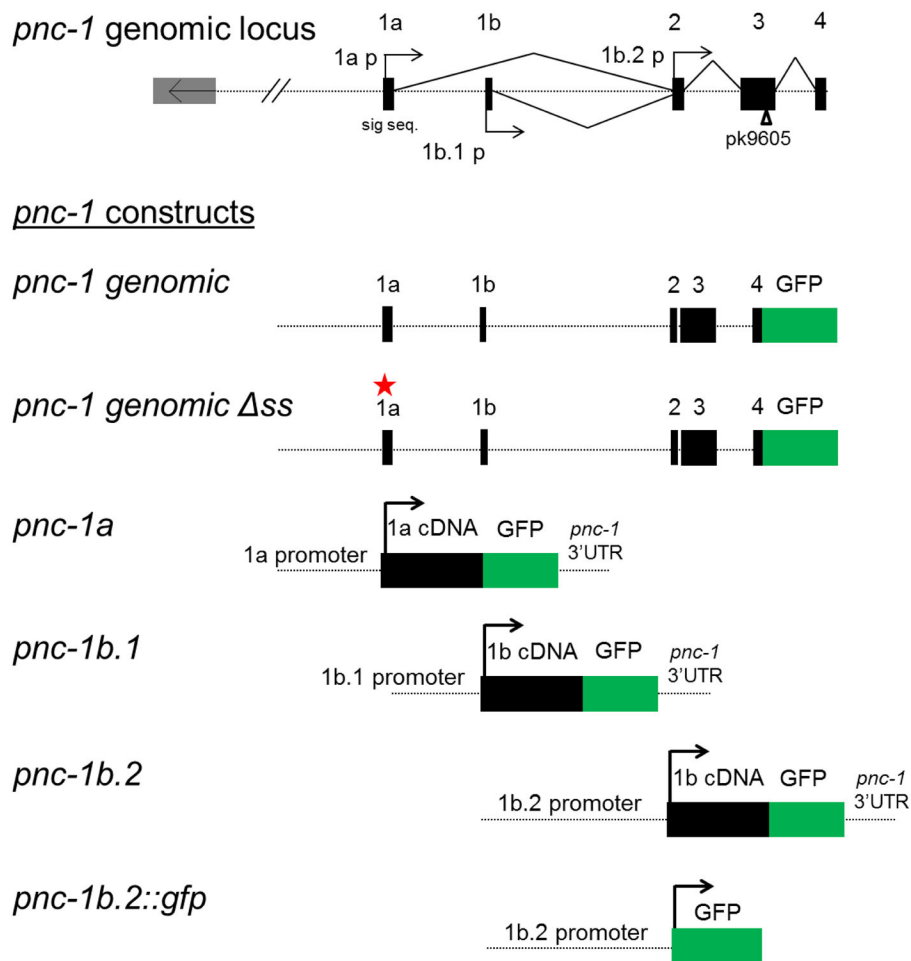 pnc-1 genomic locus
1a 1b 2 3 4
1a p 1b.2 p
sig seq.
1b.1 p
pk9605
pnc-1 constructs
pnc-1 genomic
1a 1b 2 3 4 GFP
pnc-1 genomic Δss
1a 1b 2 3 4 GFP
pnc-1a
1a promoter
1a cDNA GFP
pnc-1
3'UTR
pnc-1b.1
1b.1 promoter
1b cDNA GFP
pnc-1
3'UTR
pnc-1b.2
1b.2 promoter
1b cDNA GFP
pnc-1
3'UTR
pnc-1b.2::gfp
1b.2 promoter
GFP